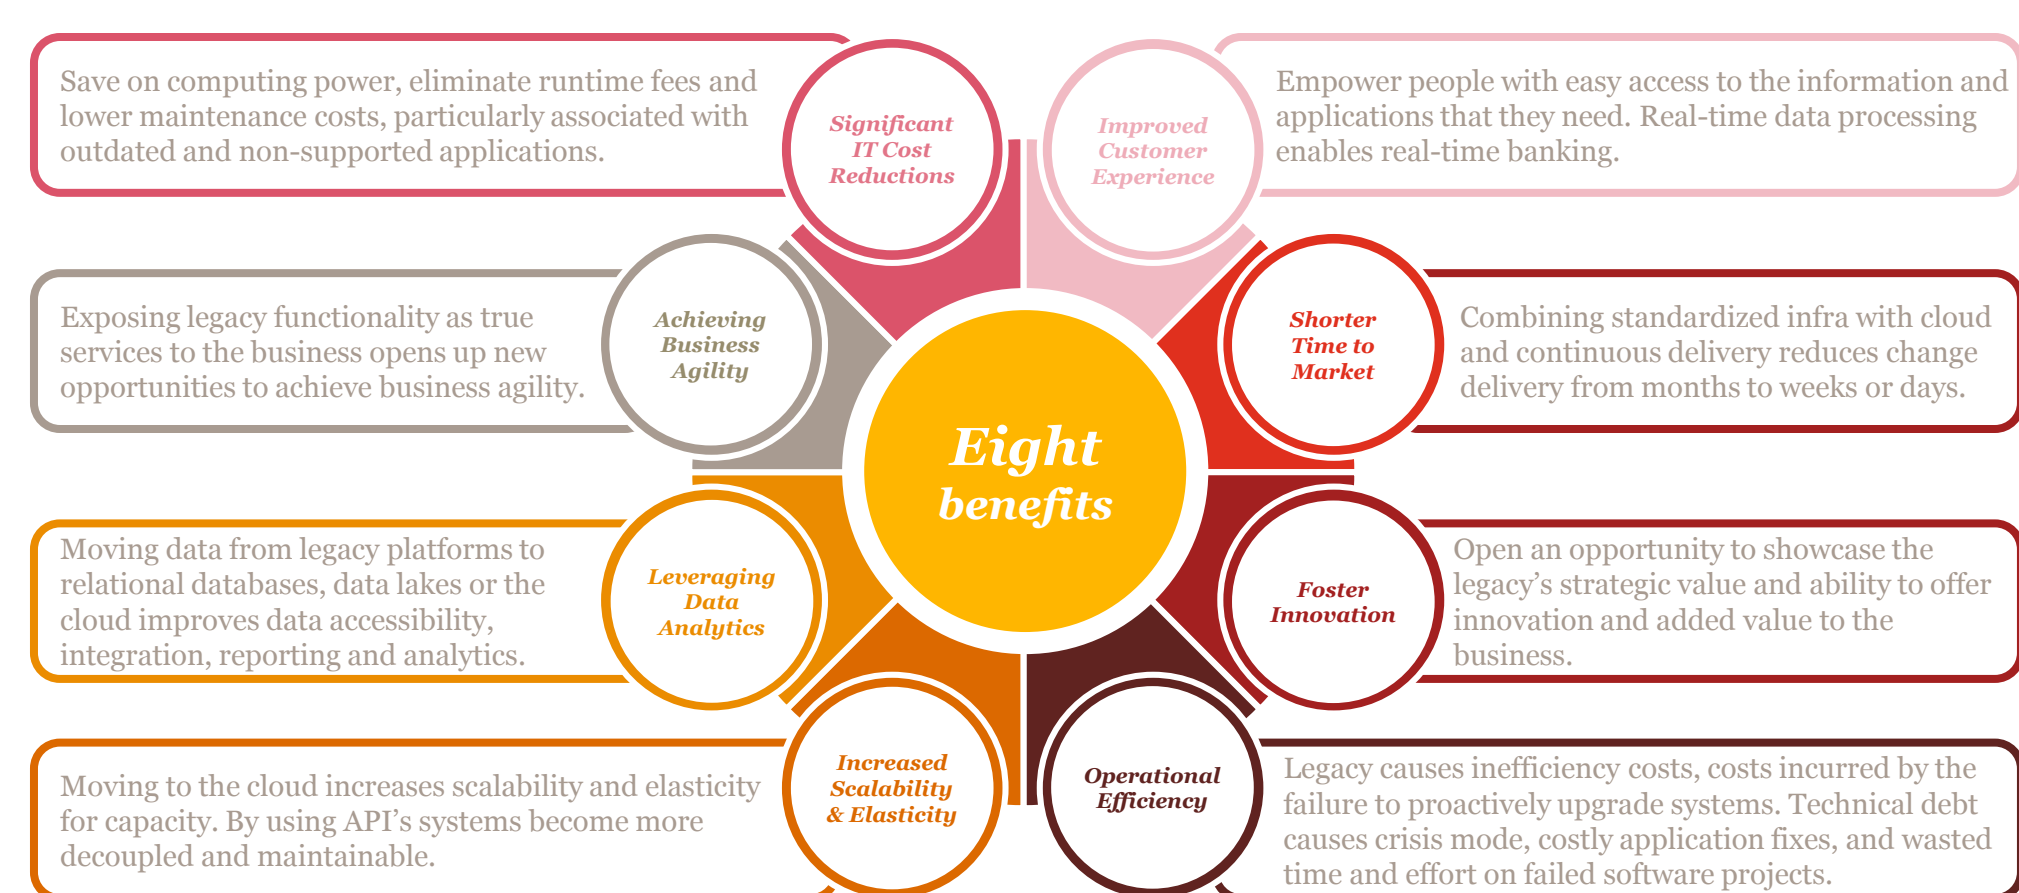 Save on computing power, eliminate runtime fees and
lower maintenance costs, particularly associated with
outdated and non-supported applications.
Significant
IT Cost
Reductions
Improved
Customer
Experience
Empower people with easy access to the information and
applications that they need. Real-time data processing
enables real-time banking.
Exposing legacy functionality as true
services to the business opens up new
opportunities to achieve business agility.
Achieving
Business
Agility
Shorter
Time to
Market
Combining standardized infra with cloud
and continuous delivery reduces change
delivery from months to weeks or days.
Eight
benefits
Moving data from legacy platforms to
relational databases, data lakes or the
cloud improves data accessibility,
integration, reporting and analytics.
Leveraging
Data
Analytics
Foster
Innovation
Open an opportunity to showcase the
legacy’s strategic value and ability to offer
innovation and added value to the
business.
Moving to the cloud increases scalability and elasticity
for capacity. By using API’s systems become more
decoupled and maintainable.
Increased
Scalability
& Elasticity
Operational
Efficiency
Legacy causes inefficiency costs, costs incurred by the
failure to proactively upgrade systems. Technical debt
causes crisis mode, costly application fixes, and wasted
time and effort on failed software projects.